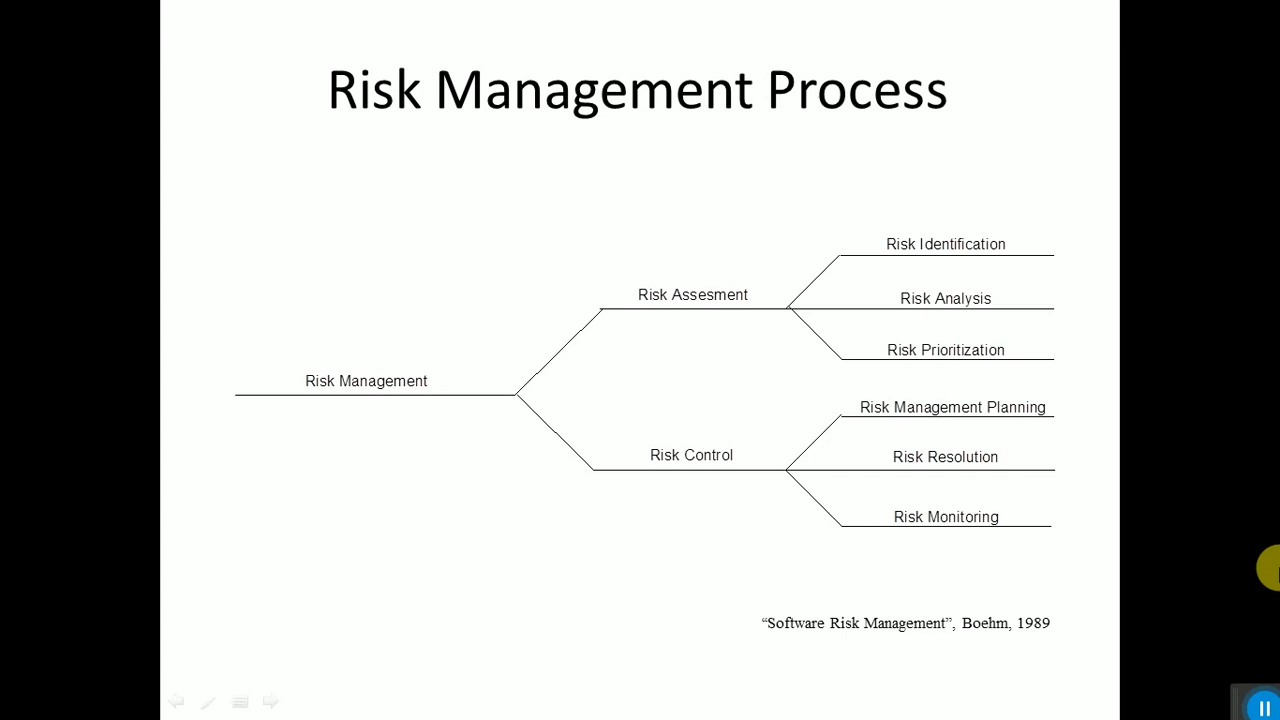 Risk Management Process
Risk Identification
Risk Assesment
Risk Analysis
Risk Prioritization
Risk Management
Risk Management Planning
Risk Control
Risk Resolution
Risk Monitoring
“Software Risk Management”, Boehm, 1989